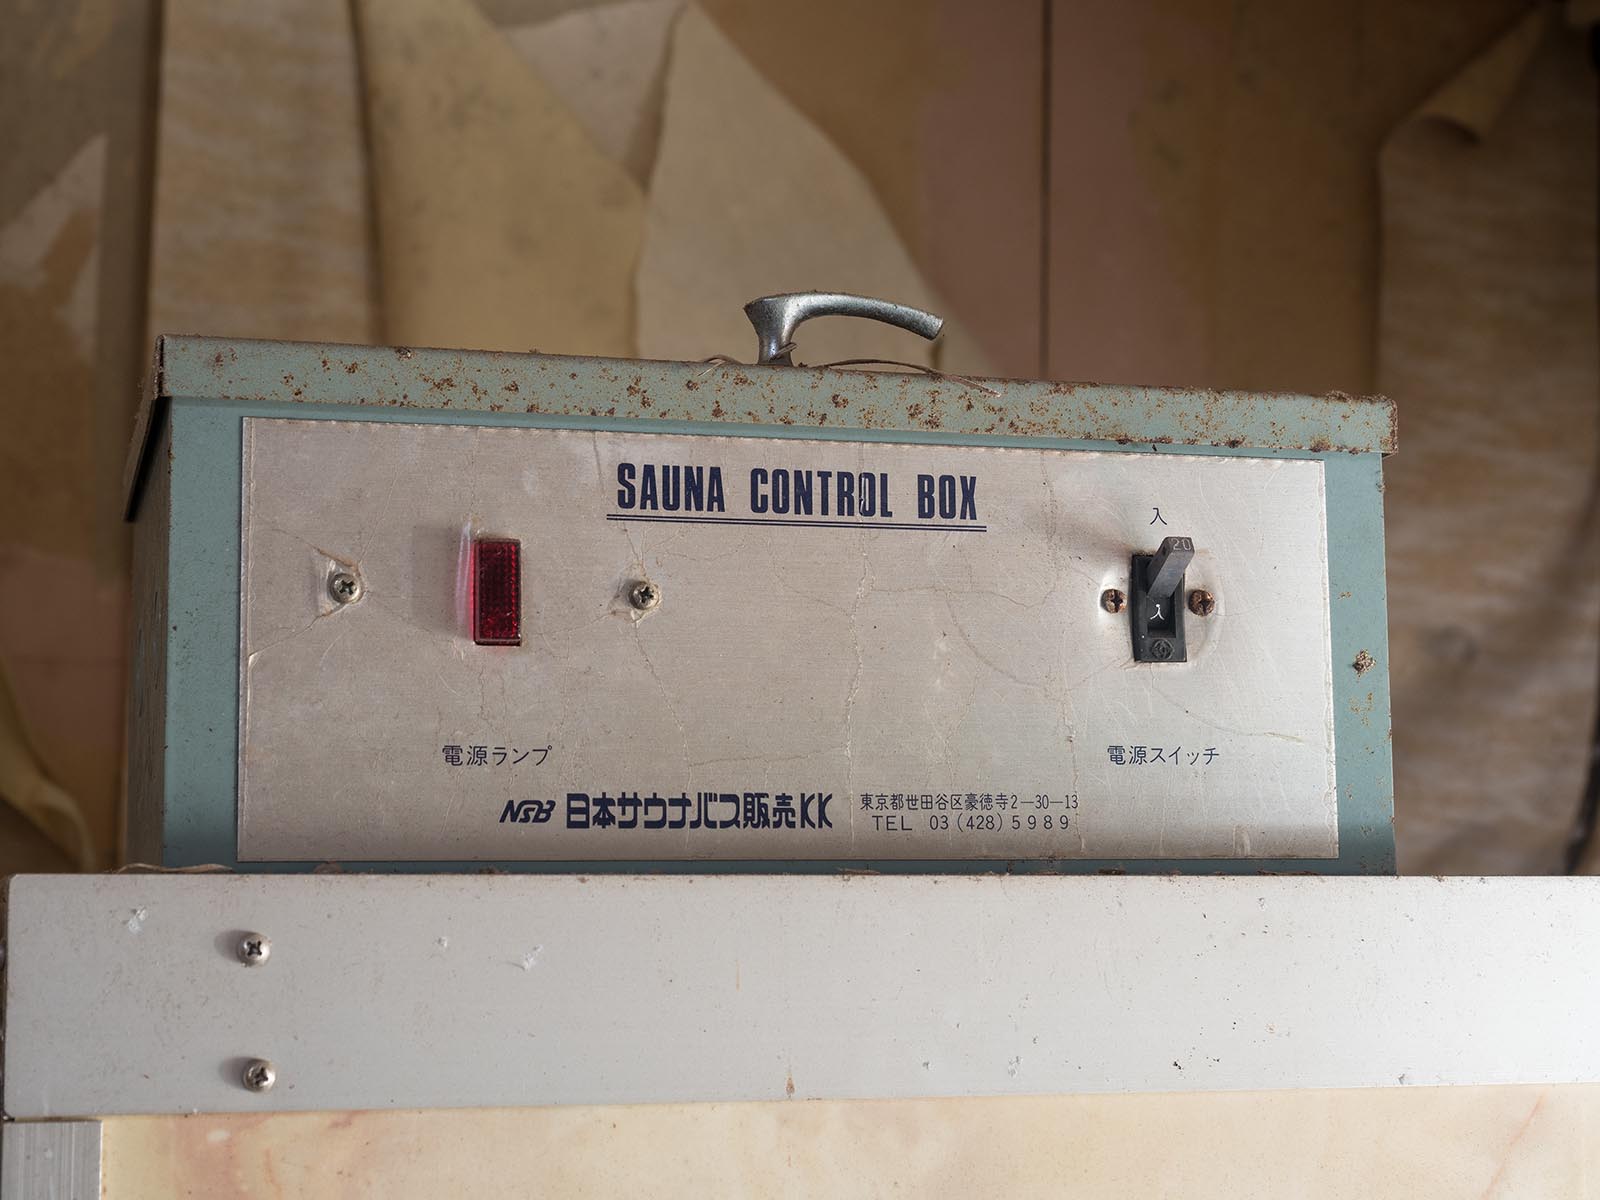 SAUNA CONTROL BOX
入
20
入
電源ランプ
電源スイッチ
NSB 日本サウナバス販売KK
東京都世田谷区豪徳寺2-30-13
TEL 03(428)5989